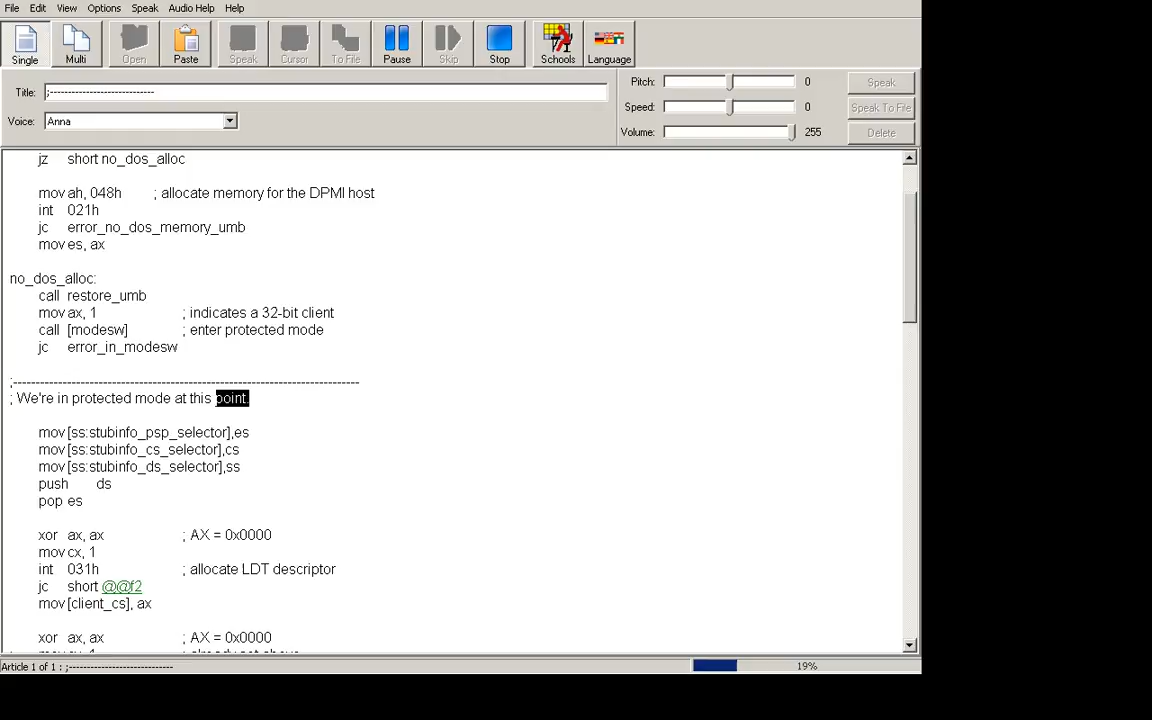 File Edit View Options Speak Audio Help Help
Single Multi Open Paste Speak Cursor To File Pause Skip Stop Schools Language
Title: ;----------------------------
Voice: Anna
Pitch: 0
Speed: 0
Volume: 255
Speak
Speak To File
Delete
jz short no_dos_alloc
mov ah, 048h ; allocate memory for the DPMI host
int 021h
jc error_no_dos_memory_umb
mov es, ax
no_dos_alloc:
call restore_umb
mov ax, 1 ; indicates a 32-bit client
call [modesw] ; enter protected mode
jc error_in_modesw
;-----------------------------------------------------------------------------
; We're in protected mode at this point.
mov [ss:stubinfo_psp_selector],es
mov [ss:stubinfo_cs_selector],cs
mov [ss:stubinfo_ds_selector],ss
push ds
pop es
xor ax, ax ; AX = 0x0000
mov cx, 1
int 031h ; allocate LDT descriptor
jc short @@f2
mov [client_cs], ax
xor ax, ax ; AX = 0x0000
Article 1 of 1 : ;----------------------------
19%